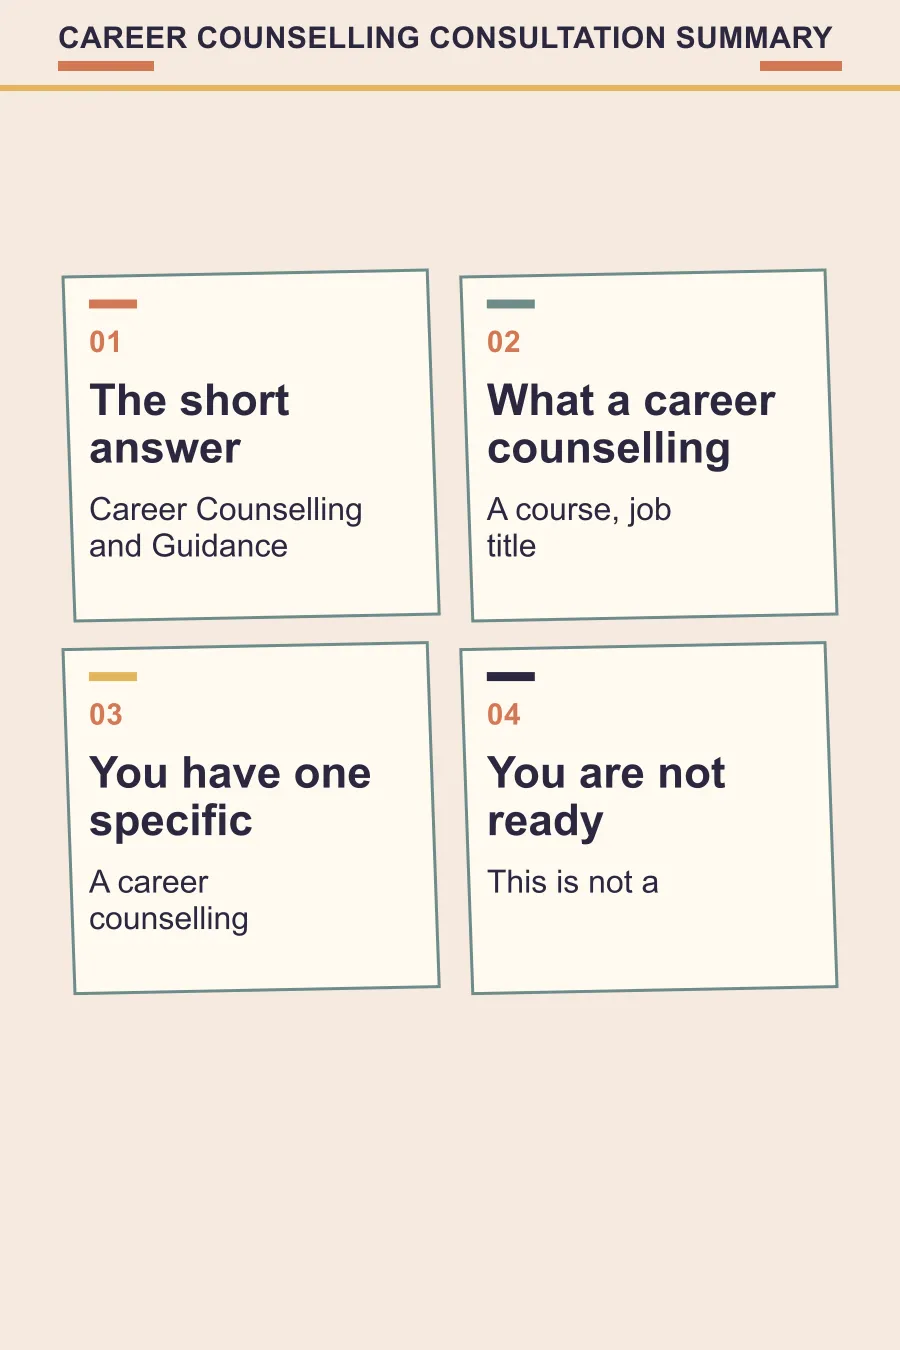 CAREER COUNSELLING CONSULTATION SUMMARY
01
The short
answer
Career Counselling
and Guidance
02
What a career
counselling
A course, job
title
03
You have one
specific
A career
counselling
04
You are not
ready
This is not a